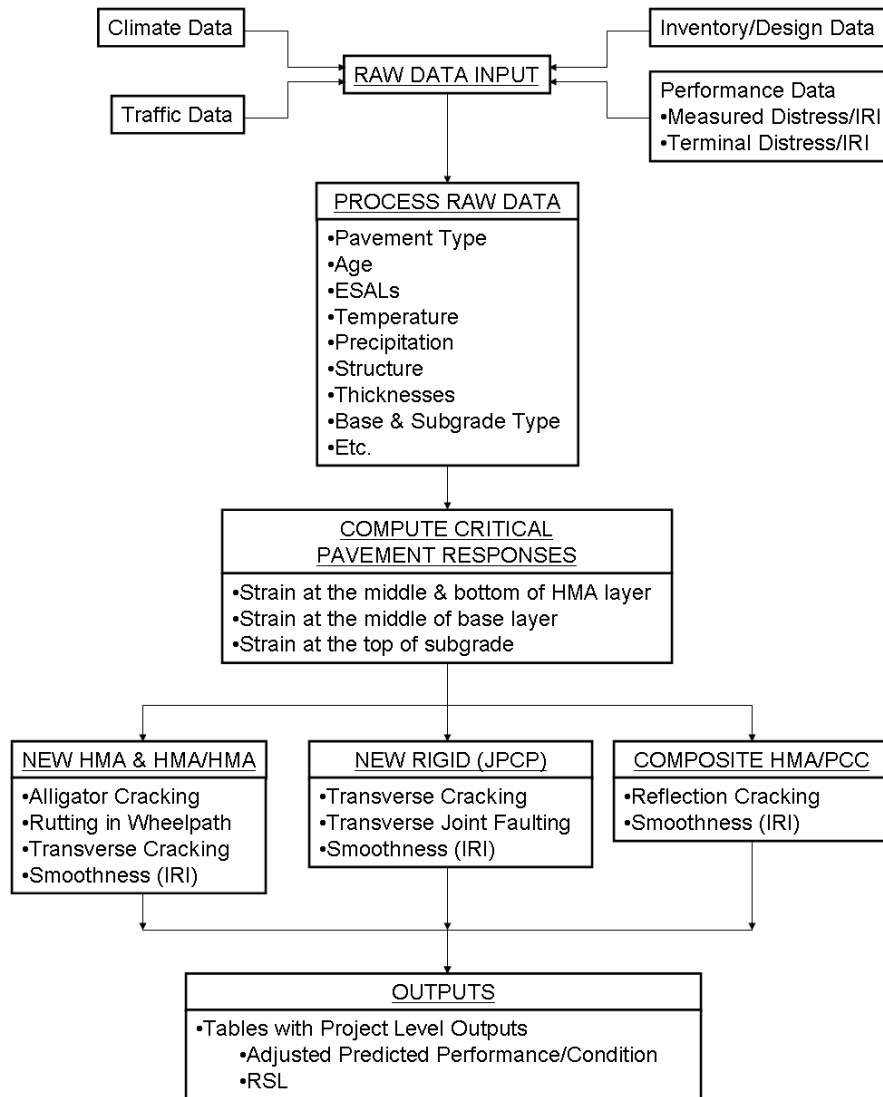 Climate Data
Inventory/Design Data
RAW DATA INPUT
Traffic Data
Performance Data
•Measured Distress/IRI
•Terminal Distress/IRI
PROCESS RAW DATA
•Pavement Type
•Age
•ESALs
•Temperature
•Precipitation
•Structure
•Thicknesses
•Base & Subgrade Type
•Etc.
COMPUTE CRITICAL
PAVEMENT RESPONSES
•Strain at the middle & bottom of HMA layer
•Strain at the middle of base layer
•Strain at the top of subgrade
NEW HMA & HMA/HMA
•Alligator Cracking
•Rutting in Wheelpath
•Transverse Cracking
•Smoothness (IRI)
NEW RIGID (JPCP)
•Transverse Cracking
•Transverse Joint Faulting
•Smoothness (IRI)
COMPOSITE HMA/PCC
•Reflection Cracking
•Smoothness (IRI)
OUTPUTS
•Tables with Project Level Outputs
•Adjusted Predicted Performance/Condition
•RSL